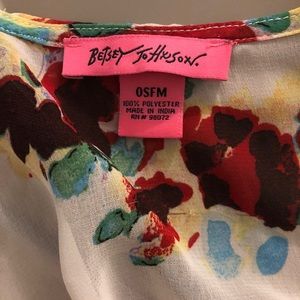 BETSEY JOHNSON.
OSFM
100% POLYESTER
MADE IN INDIA
RN# 98072